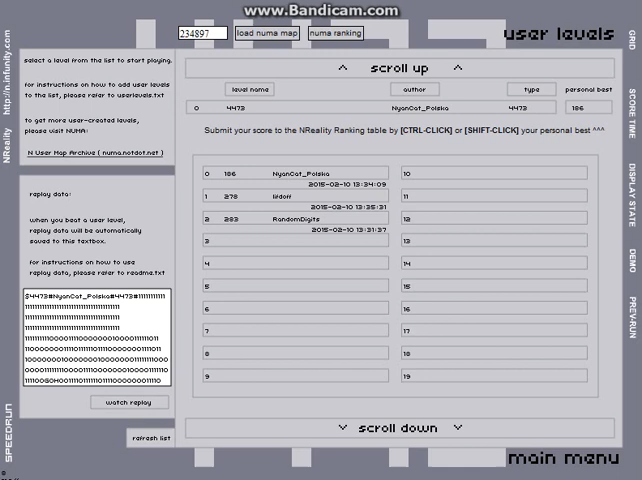 www.Bandicam.com
234897
load numa map
numa ranking
user levels
select a level from the list to start playing.
for instructions on how to add user levels
to the list, please refer to userlevels.txt
to get more user-created levels,
please visit NUMA:
N User Map Archive ( numa.notdot.net )
NReality
http://n.infunity.com/
SPEEDRUN
replay data:
when you beat a user level,
replay data will be automatically
saved to this textbox.
for instructions on how to use
replay data, please refer to readme.txt
watch replay
refresh list
^ scroll up ^
level name
author
type
personal best
0 4473 NyanCat_Polska 4473 186
Submit your score to the NReality Ranking table by [CTRL-CLICK] or [SHIFT-CLICK] your personal best ^^^
0 186 NyanCat_Polska
2015-02-10 13:34:09
1 278 lifdoff
2015-02-10 13:35:31
2 283 RandomDigits
2015-02-10 13:31:37
3
4
5
6
7
8
9
10
11
12
13
14
15
16
17
18
19
scroll down
main menu
GRID
SCORE TIME
DISPLAY STATE
DEMO
PREV-RUN